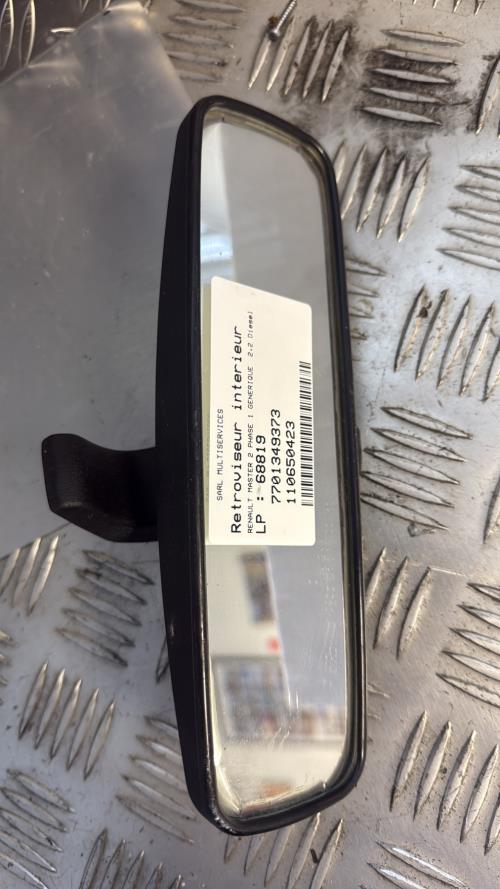 SARL MULTISERVICES
Retroviseur interieur
RENAULT MASTER 2 PHASE 1 GENERIQUE 2.2 Diesel
LP : 68819
7701349373
110650423